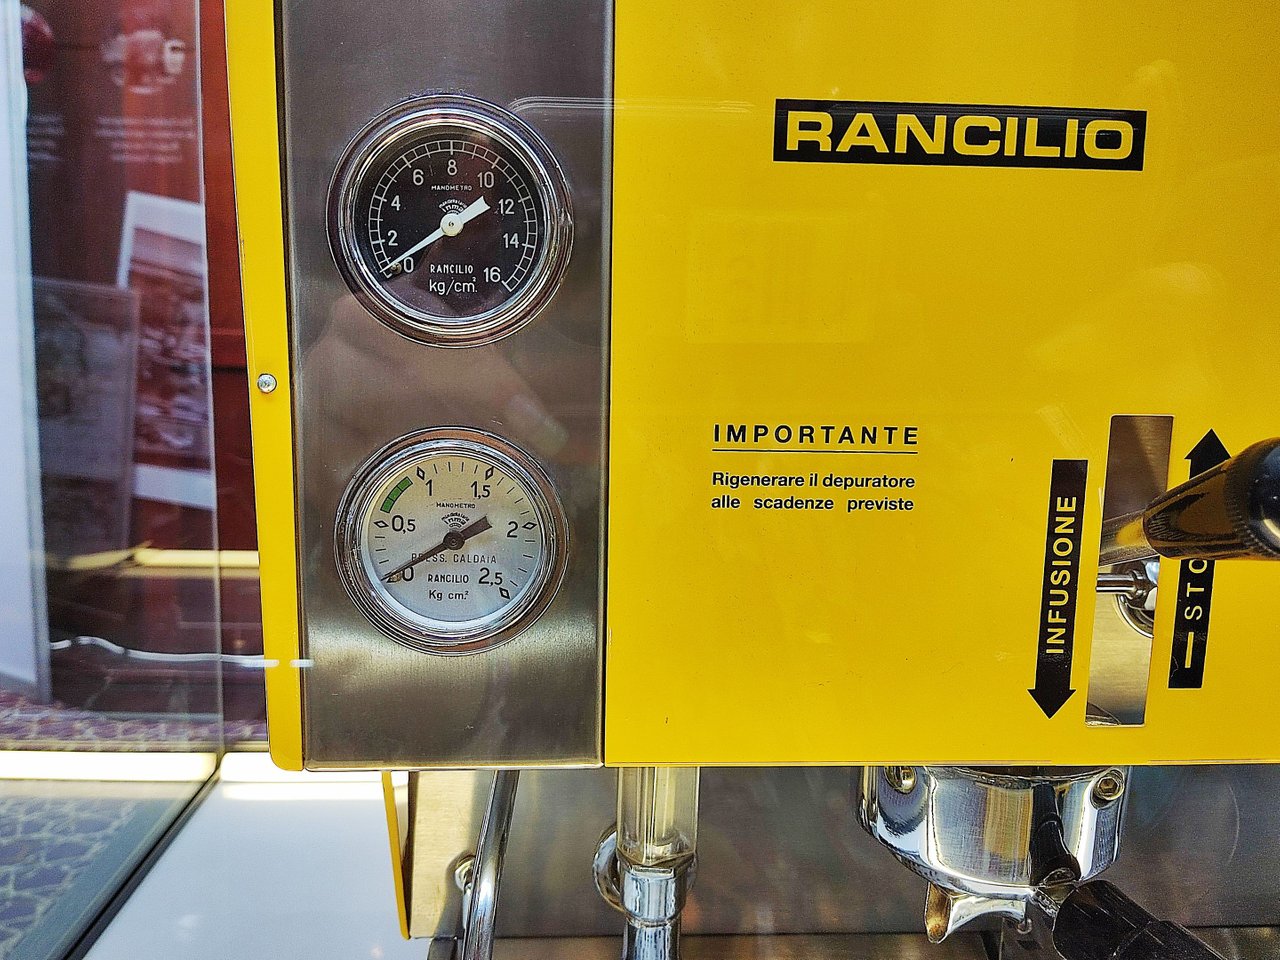 RANCILIO
6 8 10
MANOMETRO
4 12
2 14
0 16
RANCILIO
kg/cm²
1 1,5
MANOMETRO
0,5 2
PRESS. CALDAIA
0 2,5
RANCILIO
Kg cm²
IMPORTANTE
Rigenerare il depuratore
alle scadenze previste
INFUSIONE